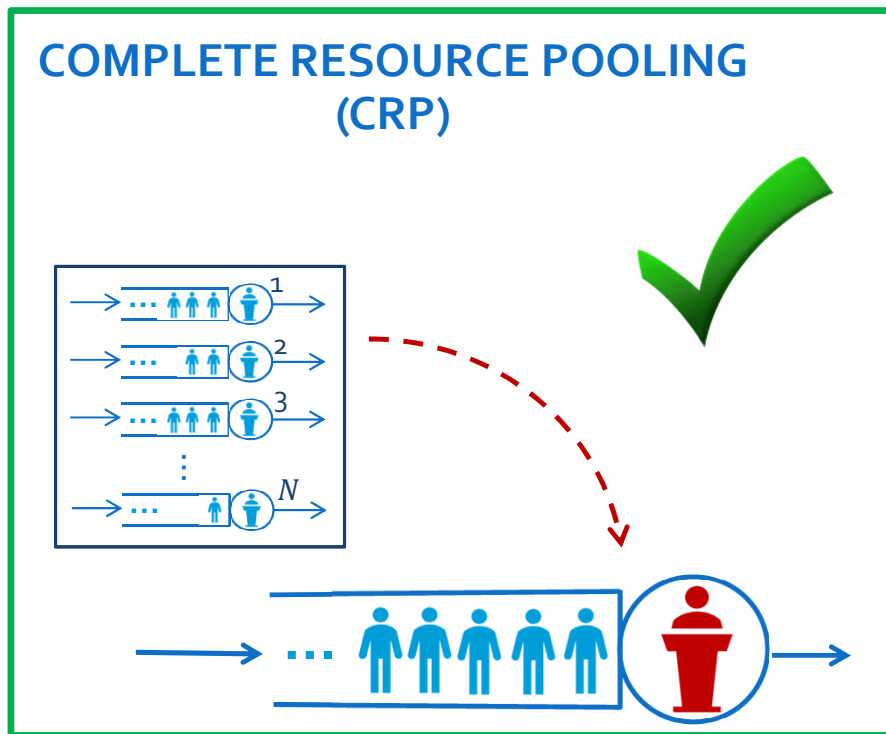 COMPLETE RESOURCE POOLING
(CRP)
... 1
... 2
... 3
⋮
... N
...